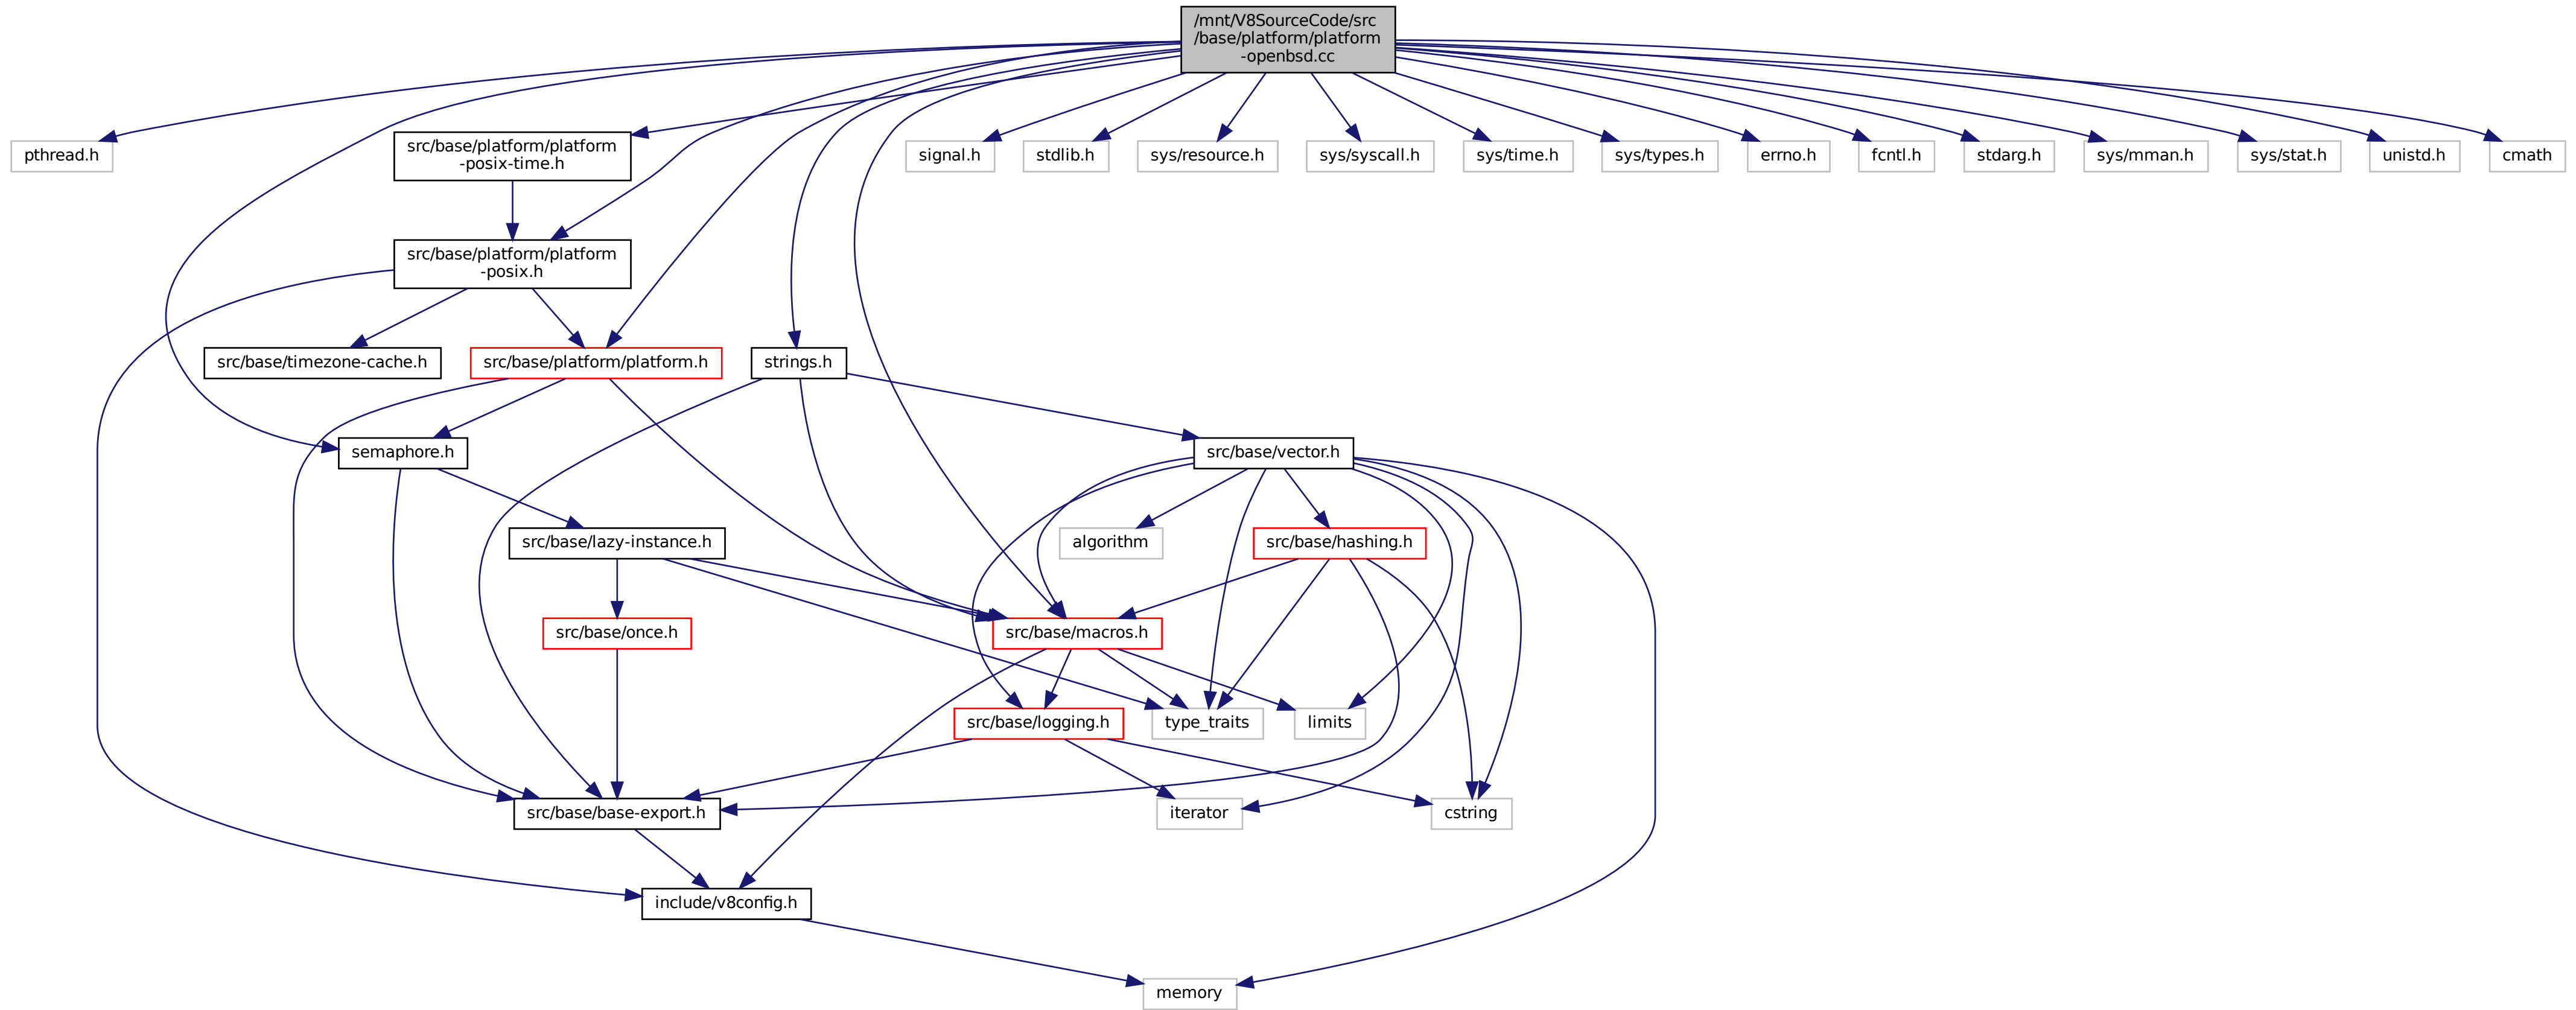 /mnt/V8SourceCode/src
/base/platform/platform
-openbsd.cc
pthread.h
src/base/platform/platform
-posix-time.h
signal.h
stdlib.h
sys/resource.h
sys/syscall.h
sys/time.h
sys/types.h
errno.h
fcntl.h
stdarg.h
sys/mman.h
sys/stat.h
unistd.h
cmath
src/base/platform/platform
-posix.h
src/base/timezone-cache.h
src/base/platform/platform.h
strings.h
semaphore.h
src/base/vector.h
src/base/lazy-instance.h
algorithm
src/base/hashing.h
src/base/once.h
src/base/macros.h
src/base/logging.h
type_traits
limits
src/base/base-export.h
iterator
cstring
include/v8config.h
memory